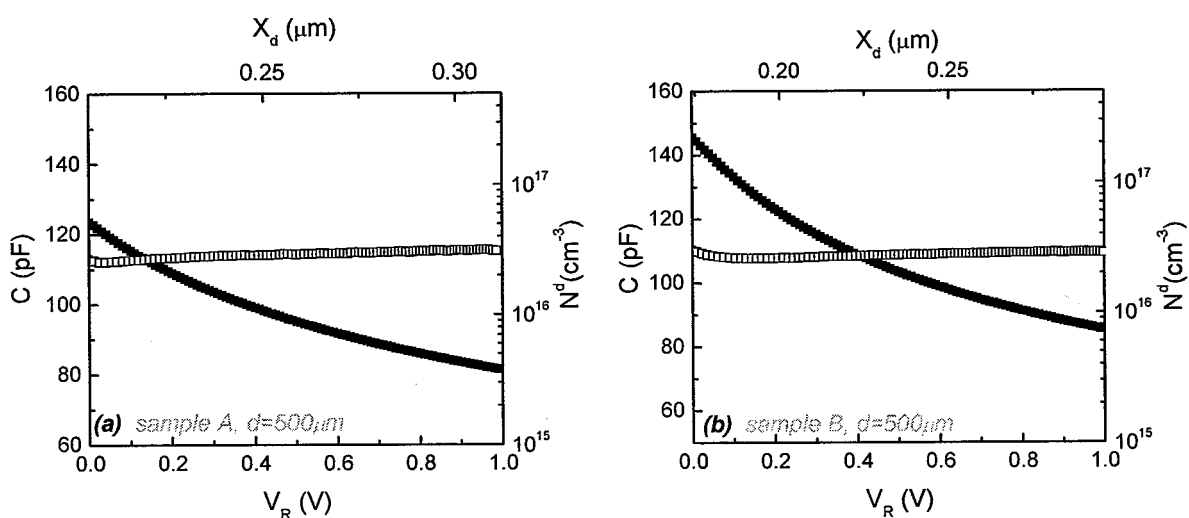 X_d (μm)
0.25 0.30
160
140
120
100
80
60
C (pF)
10^17
10^16
10^15
N^d(cm^-3)
(a) sample A, d=500μm
0.0 0.2 0.4 0.6 0.8 1.0
V_R (V)
X_d (μm)
0.20 0.25
160
140
120
100
80
60
C (pF)
10^17
10^16
10^15
N^d(cm^-3)
(b) sample B, d=500μm
0.0 0.2 0.4 0.6 0.8 1.0
V_R (V)